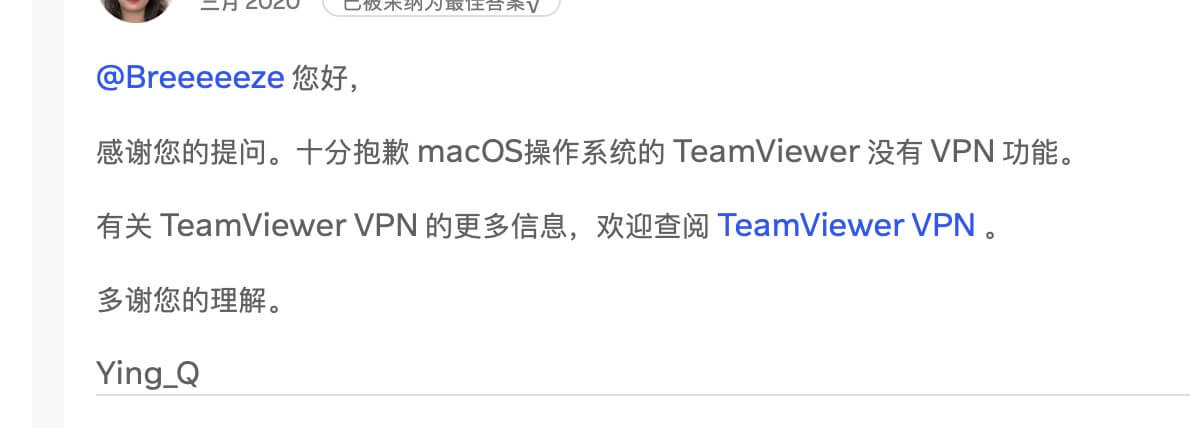 三月 2020 已被采纳为最佳答案√
@Breeeeeze 您好，
感谢您的提问。十分抱歉 macOS操作系统的 TeamViewer 没有 VPN 功能。
有关 TeamViewer VPN 的更多信息，欢迎查阅 TeamViewer VPN 。
多谢您的理解。
Ying_Q